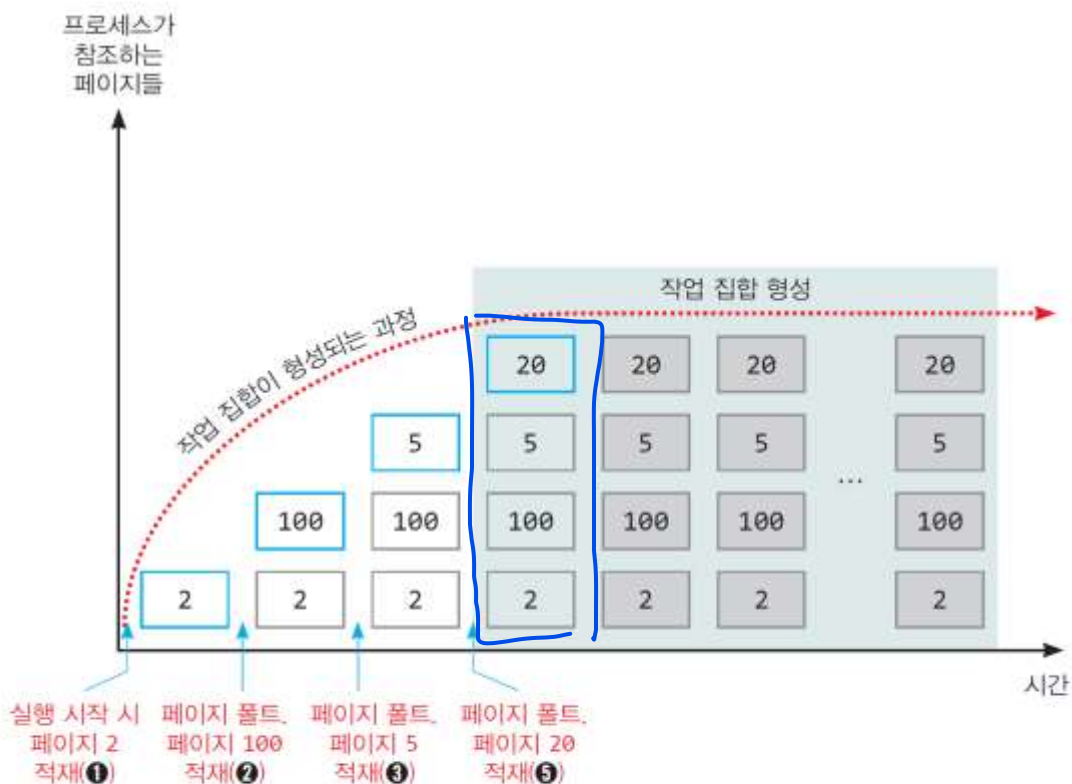 프로세스가
참조하는
페이지들
작업 집합 형성
작업 집합이 형성되는 과정
20 20 20 20
5 5 5 5 5
...
100 100 100 100 100 100
2 2 2 2 2 2 2
시간
실행 시작 시 페이지 폴트, 페이지 폴트, 페이지 폴트,
페이지 2 페이지 100 페이지 5 페이지 20
적재(❶) 적재(❷) 적재(❸) 적재(❺)